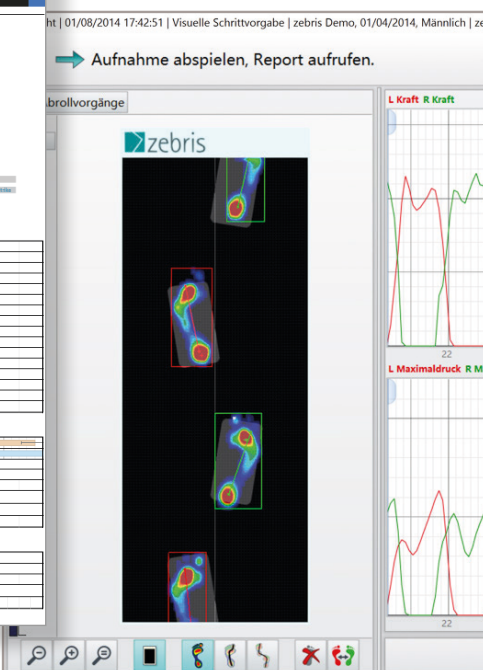 ht | 01/08/2014 17:42:51 | Visuelle Schrittvorgabe | zebris Demo, 01/04/2014, Männlich | ze
Aufnahme abspielen, Report aufrufen.
brollvorgänge
zebris
L Kraft R Kraft
22
L Maximaldruck R M
22